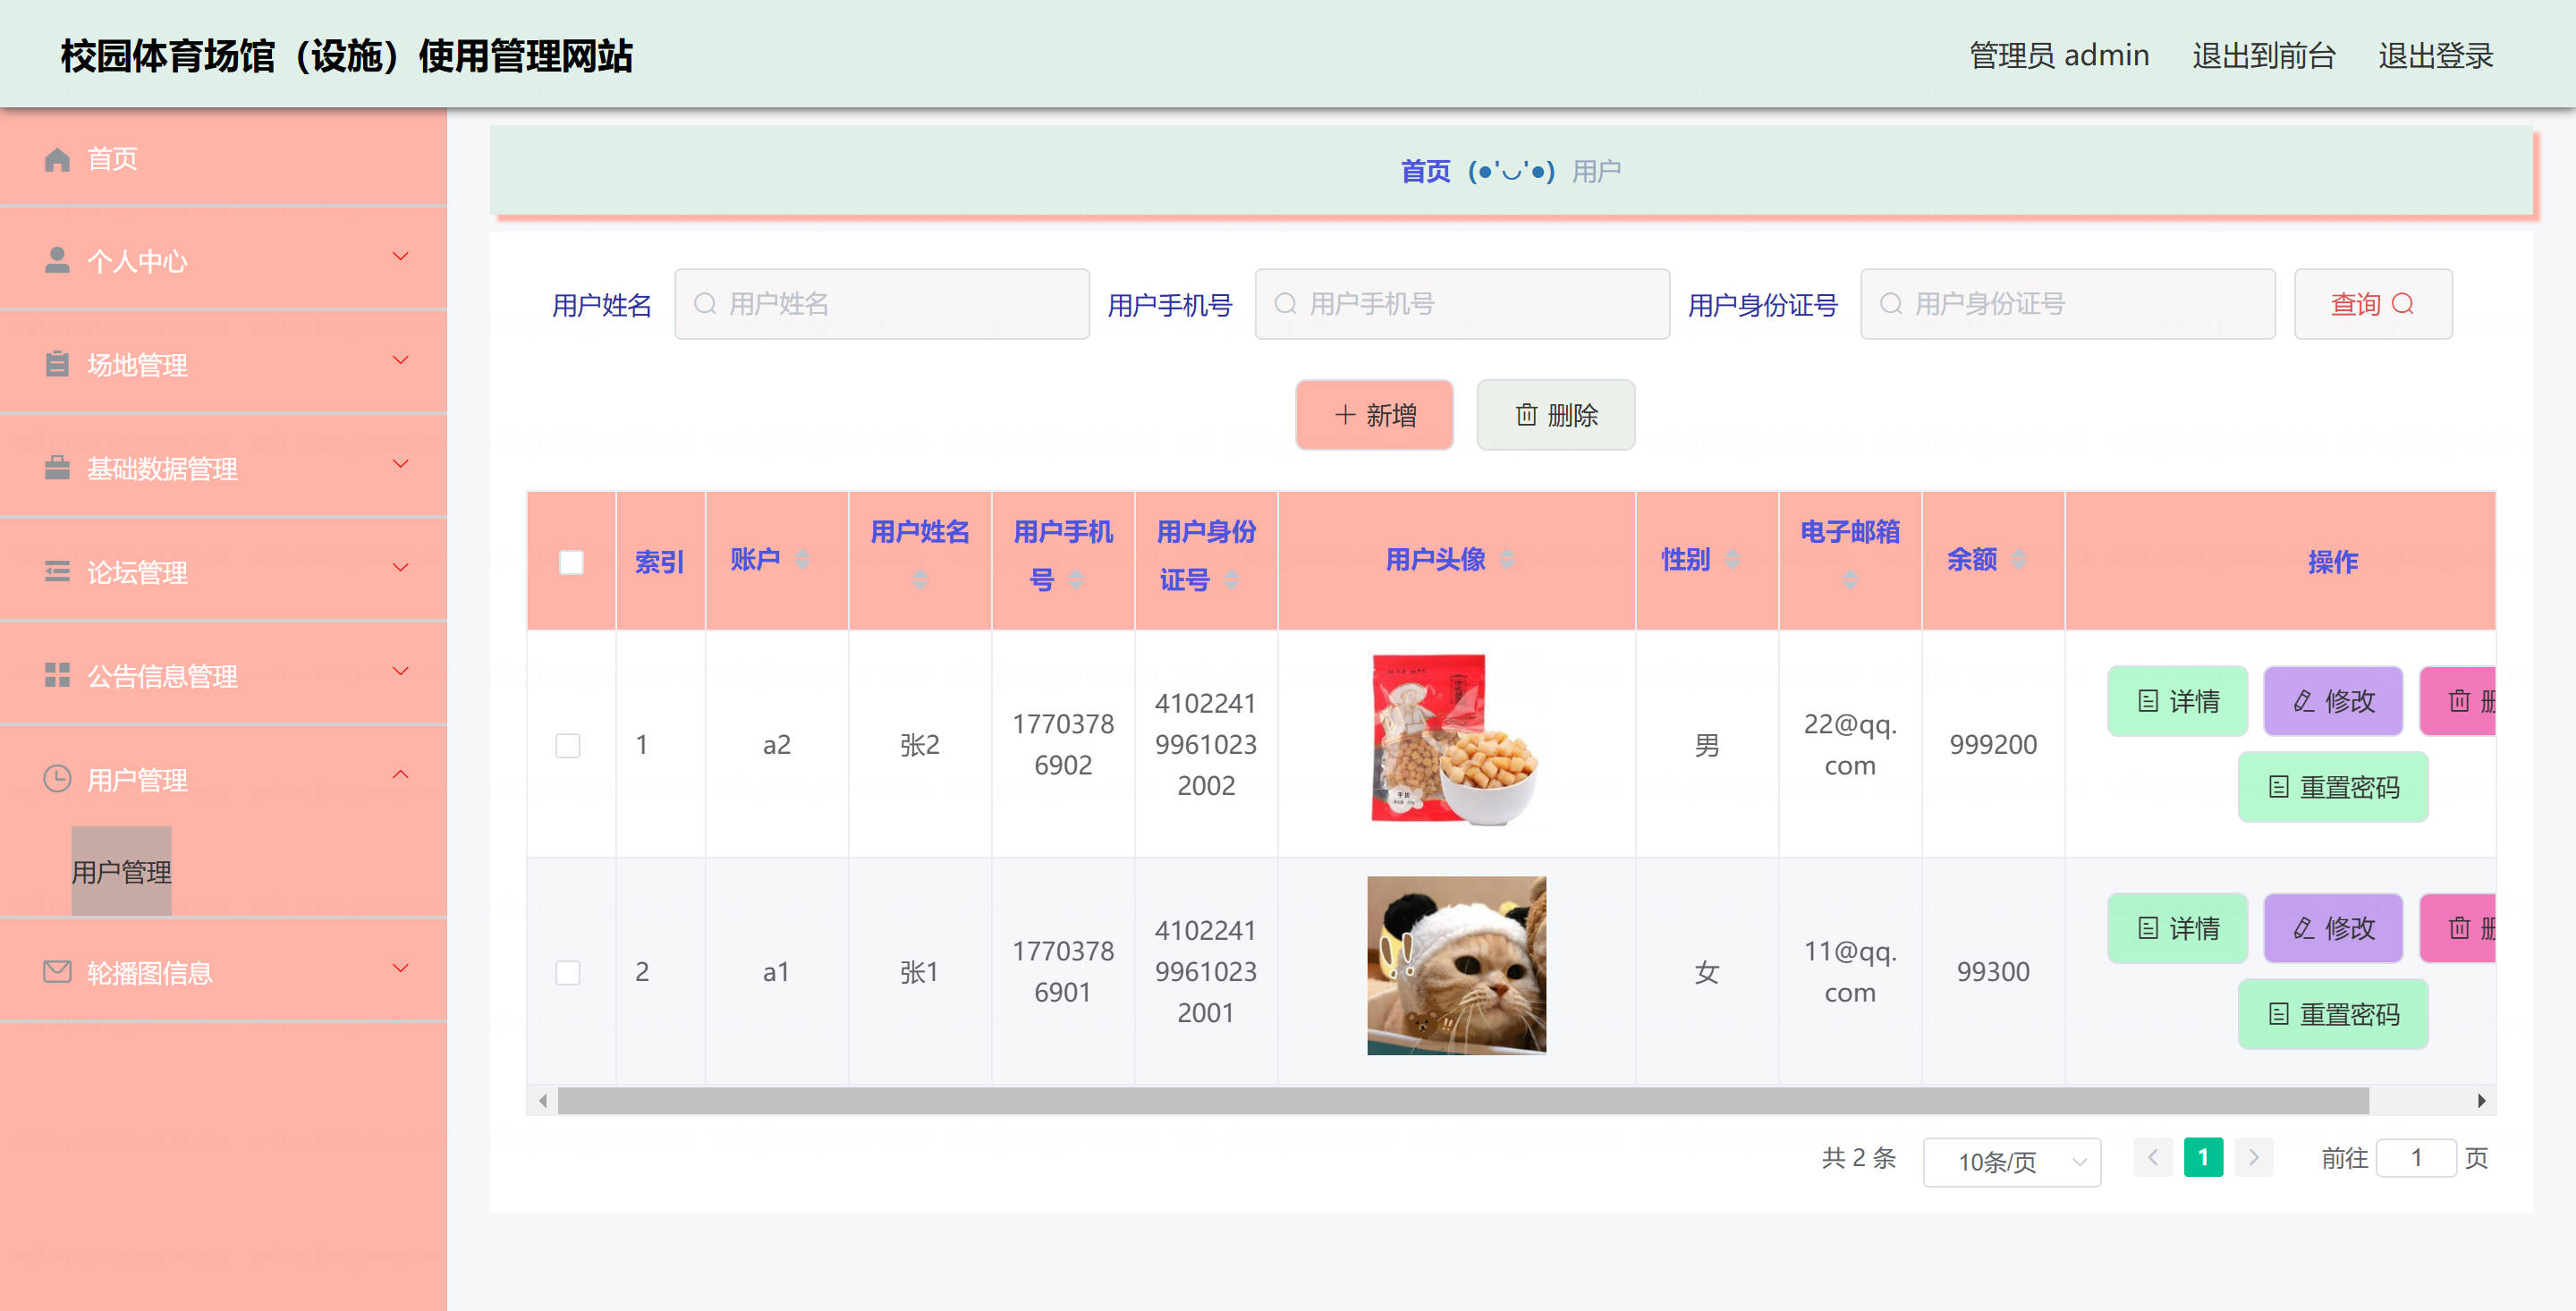 校园体育场馆（设施）使用管理网站
管理员 admin 退出到前台 退出登录
首页
个人中心
场地管理
基础数据管理
论坛管理
公告信息管理
用户管理
用户管理
轮播图信息
首页 (●'◡'●) 用户
用户姓名 用户姓名 用户手机号 用户手机号 用户身份证号 用户身份证号 查询
新增 删除
索引 账户 用户姓名 用户手机号 用户身份证号 用户头像 性别 电子邮箱 余额 操作
1 a2 张2 17703786902 410224199610232002 男 22@qq.com 999200 详情 修改 删
重置密码
2 a1 张1 17703786901 410224199610232001 女 11@qq.com 99300 详情 修改 删
重置密码
共 2 条 10条/页 1 前往 1 页